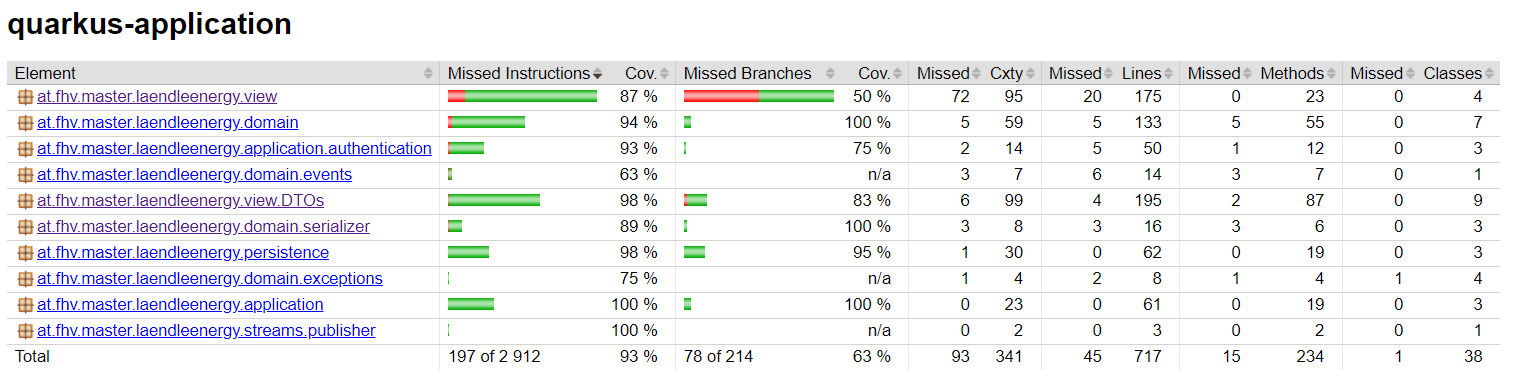 quarkus-application
Element Missed Instructions Cov. Missed Branches Cov. Missed Cxty Missed Lines Missed Methods Missed Classes
at.fhv.master.laendleenergy.view 87 % 50 % 72 95 20 175 0 23 0 4
at.fhv.master.laendleenergy.domain 94 % 100 % 5 59 5 133 5 55 0 7
at.fhv.master.laendleenergy.application.authentication 93 % 75 % 2 14 5 50 1 12 0 3
at.fhv.master.laendleenergy.domain.events 63 % n/a 3 7 6 14 3 7 0 1
at.fhv.master.laendleenergy.view.DTOs 98 % 83 % 6 99 4 195 2 87 0 9
at.fhv.master.laendleenergy.domain.serializer 89 % 100 % 3 8 3 16 3 6 0 3
at.fhv.master.laendleenergy.persistence 98 % 95 % 1 30 0 62 0 19 0 3
at.fhv.master.laendleenergy.domain.exceptions 75 % n/a 1 4 2 8 1 4 1 4
at.fhv.master.laendleenergy.application 100 % 100 % 0 23 0 61 0 19 0 3
at.fhv.master.laendleenergy.streams.publisher 100 % n/a 0 2 0 3 0 2 0 1
Total 197 of 2 912 93 % 78 of 214 63 % 93 341 45 717 15 234 1 38